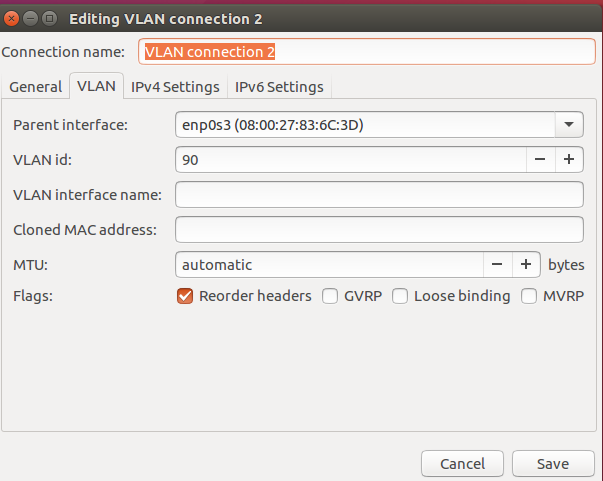 Editing VLAN connection 2
Connection name: VLAN connection 2
General VLAN IPv4 Settings IPv6 Settings
Parent interface: enp0s3 (08:00:27:83:6C:3D)
VLAN id: 90
VLAN interface name:
Cloned MAC address:
MTU: automatic bytes
Flags: Reorder headers GVRP Loose binding MVRP
Cancel Save